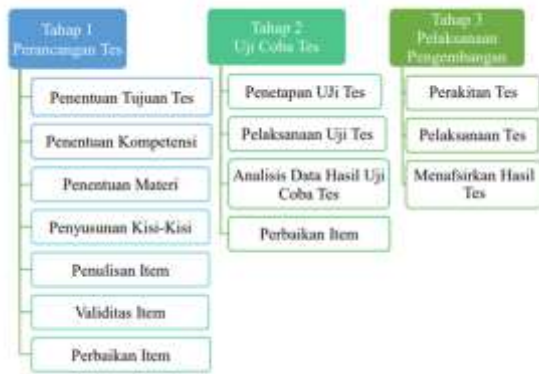 Tahap 1
Perancangan Tes
Penentuan Tujuan Tes
Penentuan Kompetensi
Penentuan Materi
Penyusunan Kisi-Kisi
Penulisan Item
Validitas Item
Perbaikan Item
Tahap 2
Uji Coba Tes
Penetapan UJi Tes
Pelaksanaan Uji Tes
Analisis Data Hasil Uji
Coba Tes
Perbaikan Item
Tahap 3
Pelaksanaan
Pengembangan
Perakitan Tes
Pelaksanaan Tes
Menafsirkan Hasil
Tes